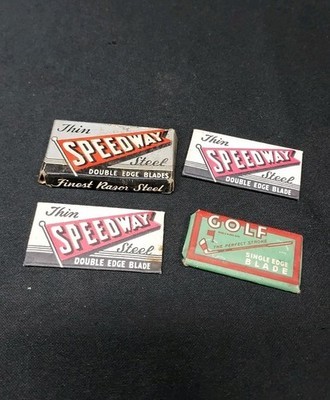 Thin
SPEEDWAY
Steel
DOUBLE EDGE BLADES
Finest Razor Steel
Thin
SPEEDWAY
Steel
DOUBLE EDGE BLADE
Thin
SPEEDWAY
Steel
DOUBLE EDGE BLADE
GOLF
THE PERFECT STROKE
SINGLE EDGE
BLADE